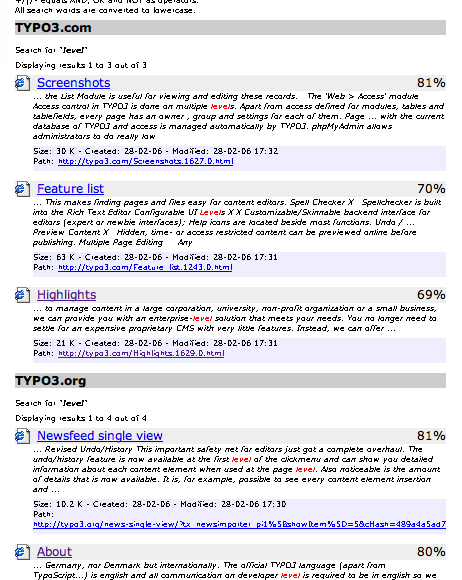 +/|/- equals AND, OR and NOT as operators.
All search words are converted to lowercase.
TYPO3.com
Search for "level"
Displaying results 1 to 3 out of 3
Screenshots 81%
... the List Module is useful for viewing and editing these records.   The 'Web > Access' module
Access control in TYPO3 is done on multiple levels. Apart from access defined for modules, tables and
tablefields, every page has an owner , group and settings for each of them. Page ... with the current
database of TYPO3 and access is managed automatically by TYPO3. phpMyAdmin allows
administrators to do really low
Size: 30 K - Created: 28-02-06 - Modified: 28-02-06 17:32
Path: http://typo3.com/Screenshots.1627.0.html
Feature list 70%
... This makes finding pages and files easy for content editors. Spell Checker X   Spellchecker is built
into the Rich Text Editor Configurable UI Levels X X Customizable/Skinnable backend interface for
editors (expert or newbie interfaces); Help icons are located beside most functions. Undo / ...
Preview Content X   Hidden, time- or access restricted content can be previewed online before
publishing. Multiple Page Editing    Any
Size: 63 K - Created: 28-02-06 - Modified: 28-02-06 17:31
Path: http://typo3.com/Feature_list.1243.0.html
Highlights 69%
... to manage content in a large corporation, university, non-profit organization or a small business,
we can provide you with an enterprise-level solution that meets your needs. You no longer need to
settle for an expensive proprietary CMS with very little features. Instead, we can offer ...
Size: 21 K - Created: 28-02-06 - Modified: 28-02-06 17:31
Path: http://typo3.com/Highlights.1629.0.html
TYPO3.org
Search for "level"
Displaying results 1 to 4 out of 4
Newsfeed single view 81%
... Revised Undo/History This important safety net for editors just got a complete overhaul. The
undo/history feature is now available at the first level of the clickmenu and can show you detailed
information about each content element when used at the page level. Also noticeable is the amount
of details that is now available. It is, for example, possible to see every content element insertion
and ...
Size: 10.2 K - Created: 28-02-06 - Modified: 28-02-06 17:30
Path:
http://typo3.org/news-single-view/?tx_newsimporter_pi1%5BshowItem%5D=5&cHash=489a4a5ad7
About 80%
... Germany, nor Denmark but internationally. The official TYPO3 language (apart from
TypoScript...) is english and all communication on developer level is required to be in english so we